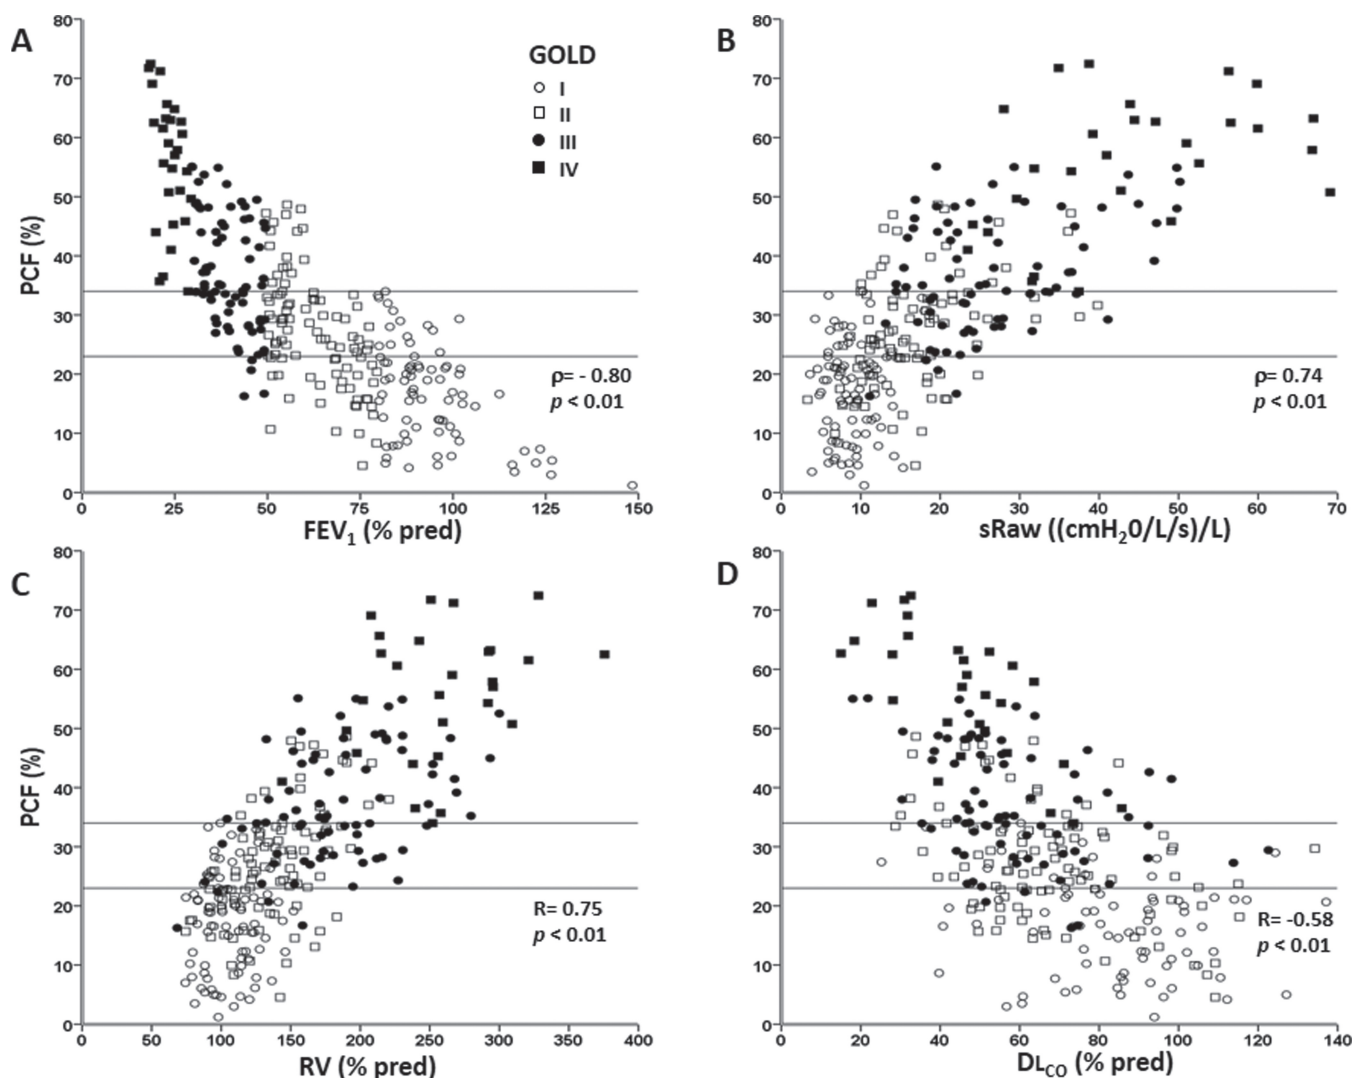 A
80
70
60
50
40
30
20
10
0
PCF (%)
GOLD
I
II
III
IV
ρ= - 0.80
p < 0.01
0 25 50 75 100 125 150
FEV1 (% pred)
B
80
70
60
50
40
30
20
10
0
ρ= 0.74
p < 0.01
0 10 20 30 40 50 60 70
sRaw ((cmH20/L/s)/L)
C
80
70
60
50
40
30
20
10
0
PCF (%)
R= 0.75
p < 0.01
0 50 100 150 200 250 300 350 400
RV (% pred)
D
80
70
60
50
40
30
20
10
0
R= -0.58
p < 0.01
0 20 40 60 80 100 120 140
DLCO (% pred)